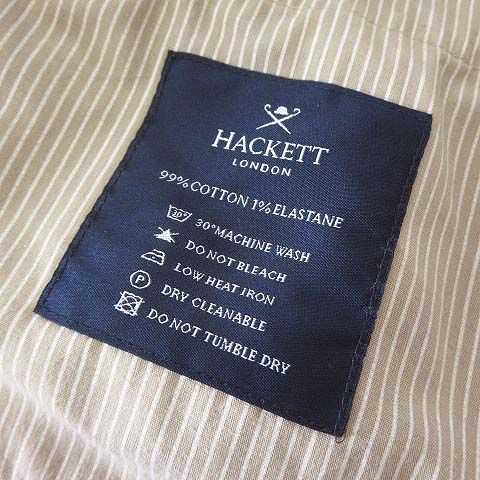 HACKETT
LONDON
99% COTTON 1% ELASTANE
30° 30° MACHINE WASH
DO NOT BLEACH
LOW HEAT IRON
P DRY CLEANABLE
DO NOT TUMBLE DRY